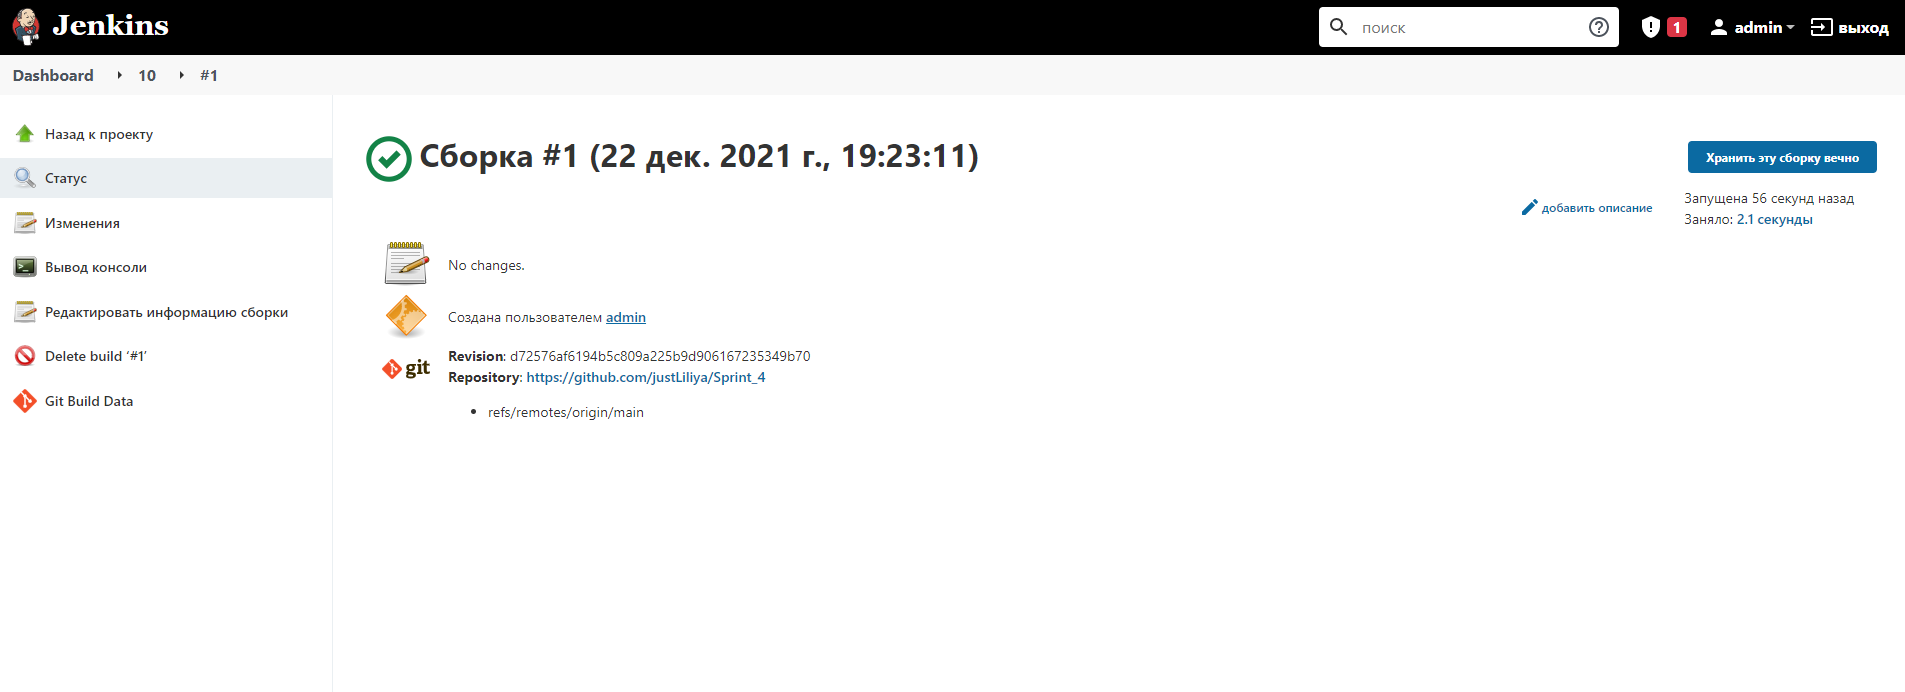 Jenkins
поиск
1
admin
выход
Dashboard 10 #1
Назад к проекту
Статус
Изменения
Вывод консоли
Редактировать информацию сборки
Delete build ‘#1’
Git Build Data
Сборка #1 (22 дек. 2021 г., 19:23:11)
Хранить эту сборку вечно
добавить описание
Запущена 56 секунд назад
Заняло: 2.1 секунды
No changes.
Создана пользователем admin
git
Revision: d72576af6194b5c809a225b9d906167235349b70
Repository: https://github.com/justLiliya/Sprint_4
refs/remotes/origin/main